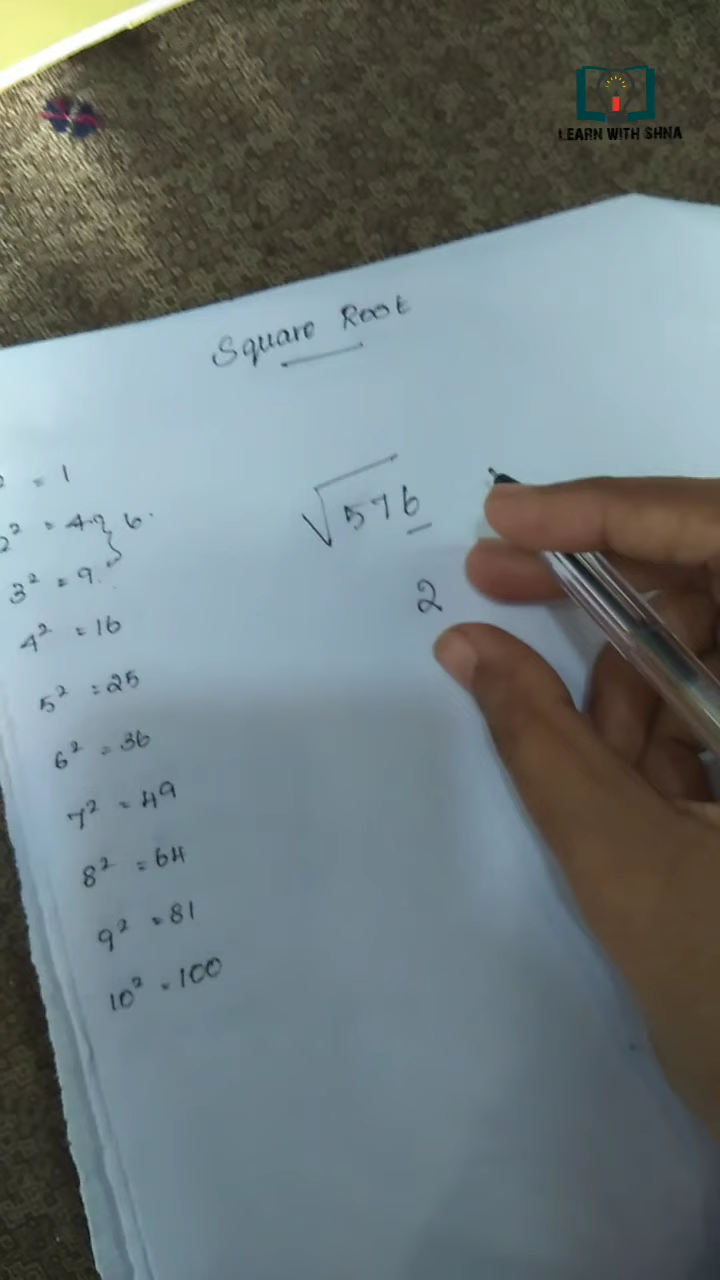 LEARN WITH SHNA
Square Root
² = 1
2² = 4
3² = 9
6.
4² = 16
5² = 25
6² = 36
7² = 49
8² = 64
9² = 81
10² = 100
√576
2